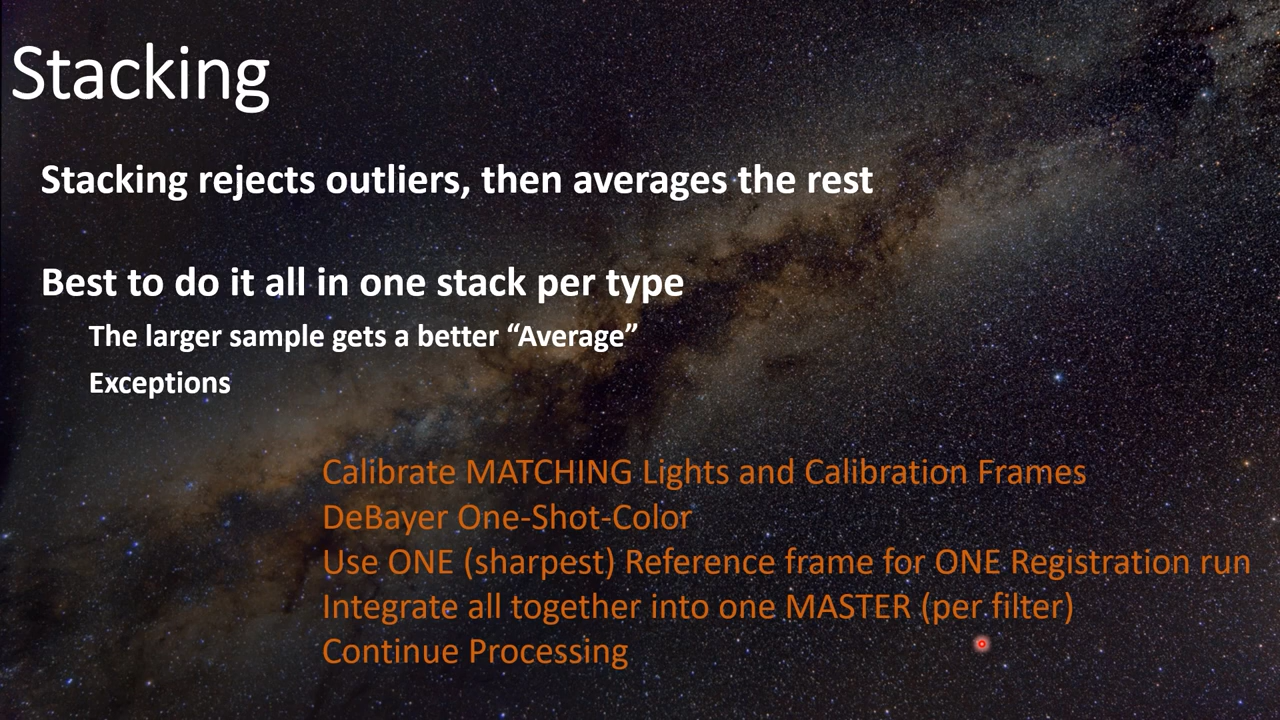 Stacking
Stacking rejects outliers, then averages the rest
Best to do it all in one stack per type
The larger sample gets a better “Average”
Exceptions
Calibrate MATCHING Lights and Calibration Frames
DeBayer One-Shot-Color
Use ONE (sharpest) Reference frame for ONE Registration run
Integrate all together into one MASTER (per filter)
Continue Processing